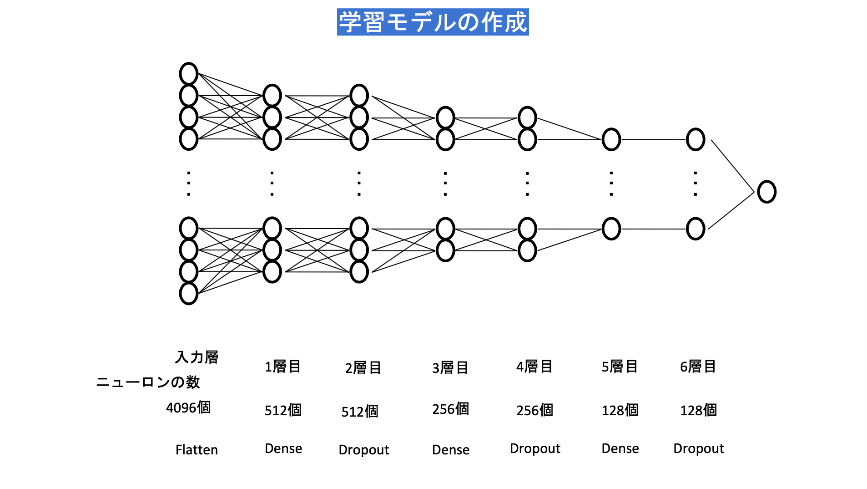 学習モデルの作成
入力層 1層目 2層目 3層目 4層目 5層目 6層目
ニューロンの数
4096個 512個 512個 256個 256個 128個 128個
Flatten Dense Dropout Dense Dropout Dense Dropout